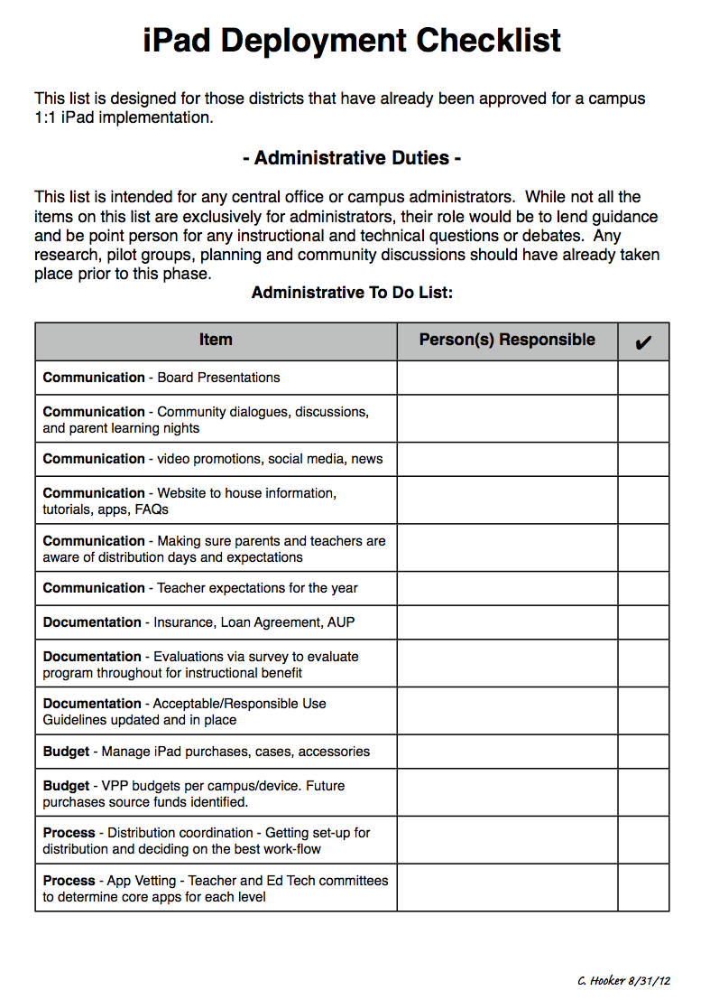 iPad Deployment Checklist
This list is designed for those districts that have already been approved for a campus
1:1 iPad implementation.
- Administrative Duties -
This list is intended for any central office or campus administrators.  While not all the
items on this list are exclusively for administrators, their role would be to lend guidance
and be point person for any instructional and technical questions or debates.  Any
research, pilot groups, planning and community discussions should have already taken
place prior to this phase.
Administrative To Do List:
Item Person(s) Responsible ✔
Communication - Board Presentations
Communication - Community dialogues, discussions,
and parent learning nights
Communication - video promotions, social media, news
Communication - Website to house information,
tutorials, apps, FAQs
Communication - Making sure parents and teachers are
aware of distribution days and expectations
Communication - Teacher expectations for the year
Documentation - Insurance, Loan Agreement, AUP
Documentation - Evaluations via survey to evaluate
program throughout for instructional benefit
Documentation - Acceptable/Responsible Use
Guidelines updated and in place
Budget - Manage iPad purchases, cases, accessories
Budget - VPP budgets per campus/device. Future
purchases source funds identified.
Process - Distribution coordination - Getting set-up for
distribution and deciding on the best work-flow
Process - App Vetting - Teacher and Ed Tech committees
to determine core apps for each level
C. Hooker 8/31/12